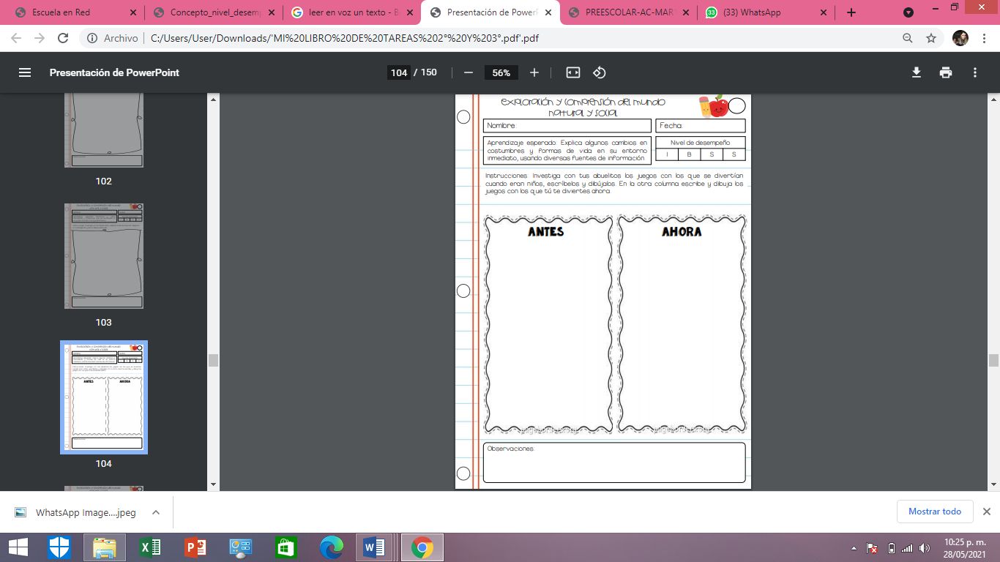 Escuela en Red
Concepto_nivel_desem
leer en voz un texto - B
Presentación de PowerP
PREESCOLAR-AC-MAR
33
(33) WhatsApp
Archivo
C:/Users/User/Downloads/'MI%20LIBRO%20DE%20TAREAS%202°%20Y%203°.pdf'.pdf
Presentación de PowerPoint
104 / 150
56%
102
103
104
exploración y comprensión del mundo
natural y social
Nombre:
Fecha:
Aprendizaje esperado: Explica algunos cambios en
costumbres y formas de vida en su entorno
inmediato, usando diversas fuentes de información.
Nivel de desempeño
I B S S
Instrucciones: Investiga con tus abuelitos los juegos con los que se divertían
cuando eran niños, escríbelos y dibújalos. En la otra columna escribe y dibuja los
juegos con los que tú te diviertes ahora.
ANTES
AHORA
Observaciones:
WhatsApp Image....jpeg
Mostrar todo
10:25 p. m.
28/05/2021